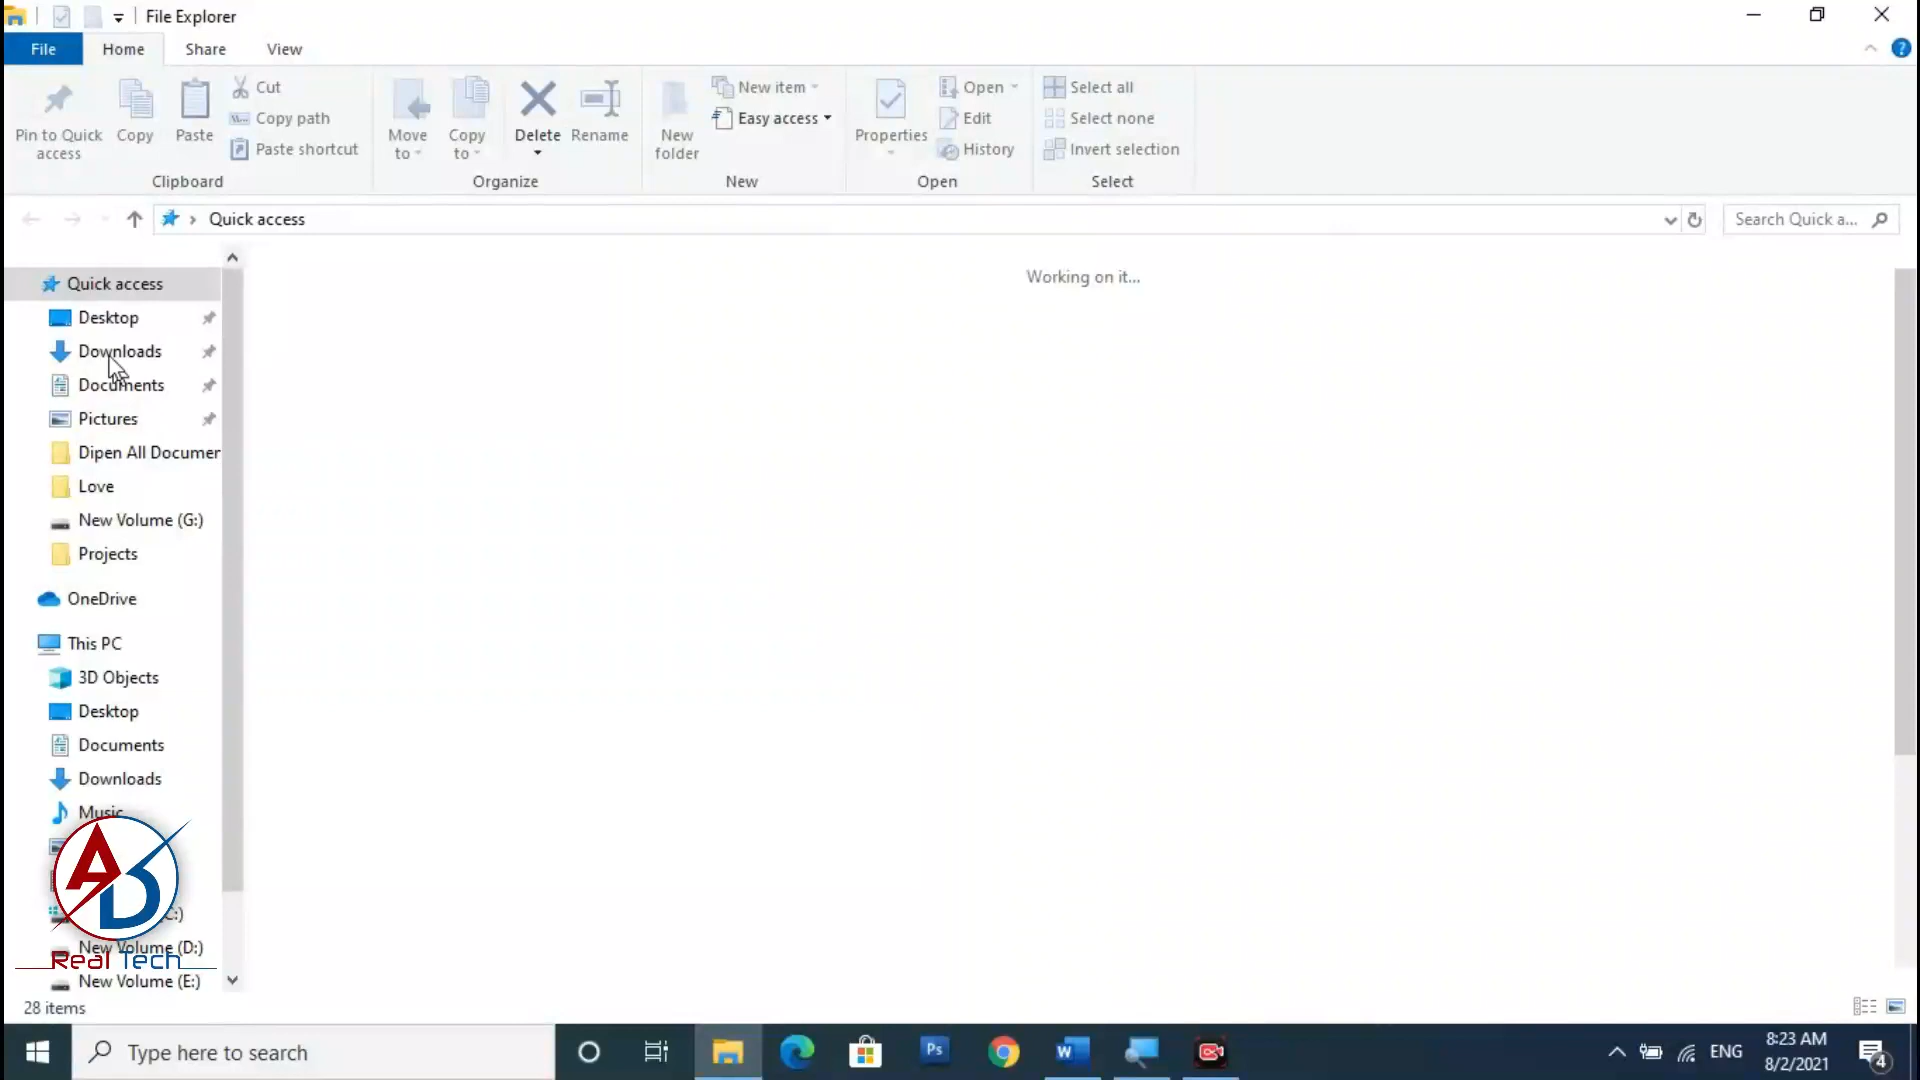 File Explorer
File Home Share View
Pin to Quick access
Copy
Paste
Cut
Copy path
Paste shortcut
Clipboard
Move to
Copy to
Delete
Rename
Organize
New folder
New item
Easy access
New
Properties
Open
Edit
History
Open
Select all
Select none
Invert selection
Select
Quick access
Search Quick a...
Working on it...
Quick access
Desktop
Downloads
Documents
Pictures
Dipen All Documer
Love
New Volume (G:)
Projects
OneDrive
This PC
3D Objects
Desktop
Documents
Downloads
Music
AD
C:)
New Volume (D:)
Real Tech
New Volume (E:)
28 items
Type here to search
Ps
W
ENG
8:23 AM
8/2/2021
4